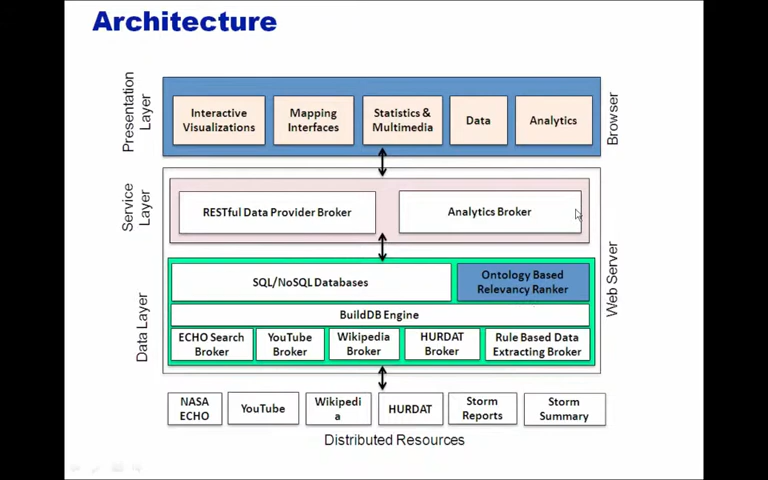 Architecture
Presentation
Layer
Interactive
Visualizations
Mapping
Interfaces
Statistics &
Multimedia
Data
Analytics
Browser
Service
Layer
RESTful Data Provider Broker
Analytics Broker
Web Server
Data Layer
SQL/NoSQL Databases
Ontology Based
Relevancy Ranker
BuildDB Engine
ECHO Search
Broker
YouTube
Broker
Wikipedia
Broker
HURDAT
Broker
Rule Based Data
Extracting Broker
NASA
ECHO
YouTube
Wikipedi
a
HURDAT
Storm
Reports
Storm
Summary
Distributed Resources